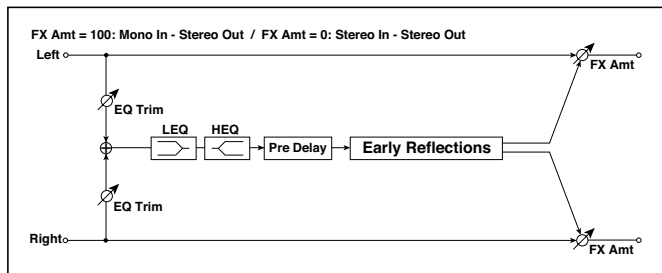 FX Amt = 100: Mono In - Stereo Out / FX Amt = 0: Stereo In - Stereo Out
Left
FX Amt
EQ Trim
LEQ
HEQ
Pre Delay
Early Reflections
EQ Trim
Right
FX Amt